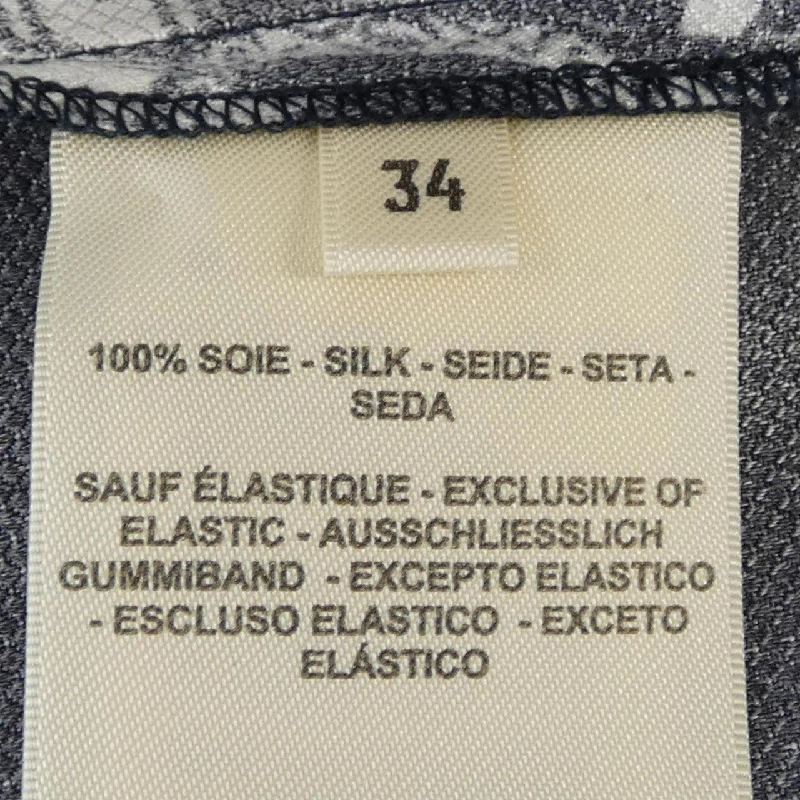 34
100% SOIE - SILK - SEIDE - SETA -
SEDA
SAUF ÉLASTIQUE - EXCLUSIVE OF
ELASTIC - AUSSCHLIESSLICH
GUMMIBAND - EXCEPTO ELASTICO
- ESCLUSO ELASTICO - EXCETO
ELÁSTICO